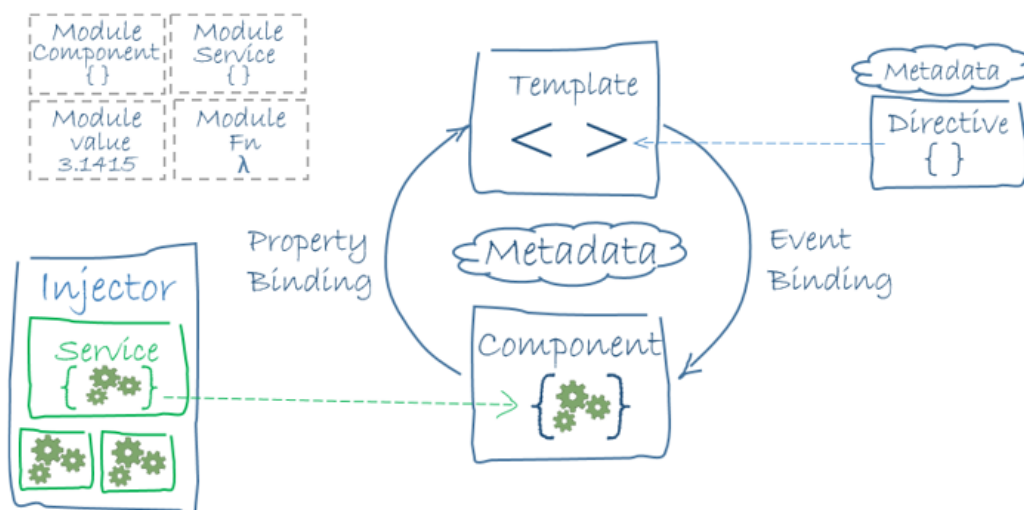 Module
Component
{ }
Module
Service
{ }
Module
value
3.1415
Module
Fn
λ
Template
< >
Metadata
Directive
{ }
Property
Binding
Metadata
Event
Binding
Injector
Service
{ }
Component
{ }